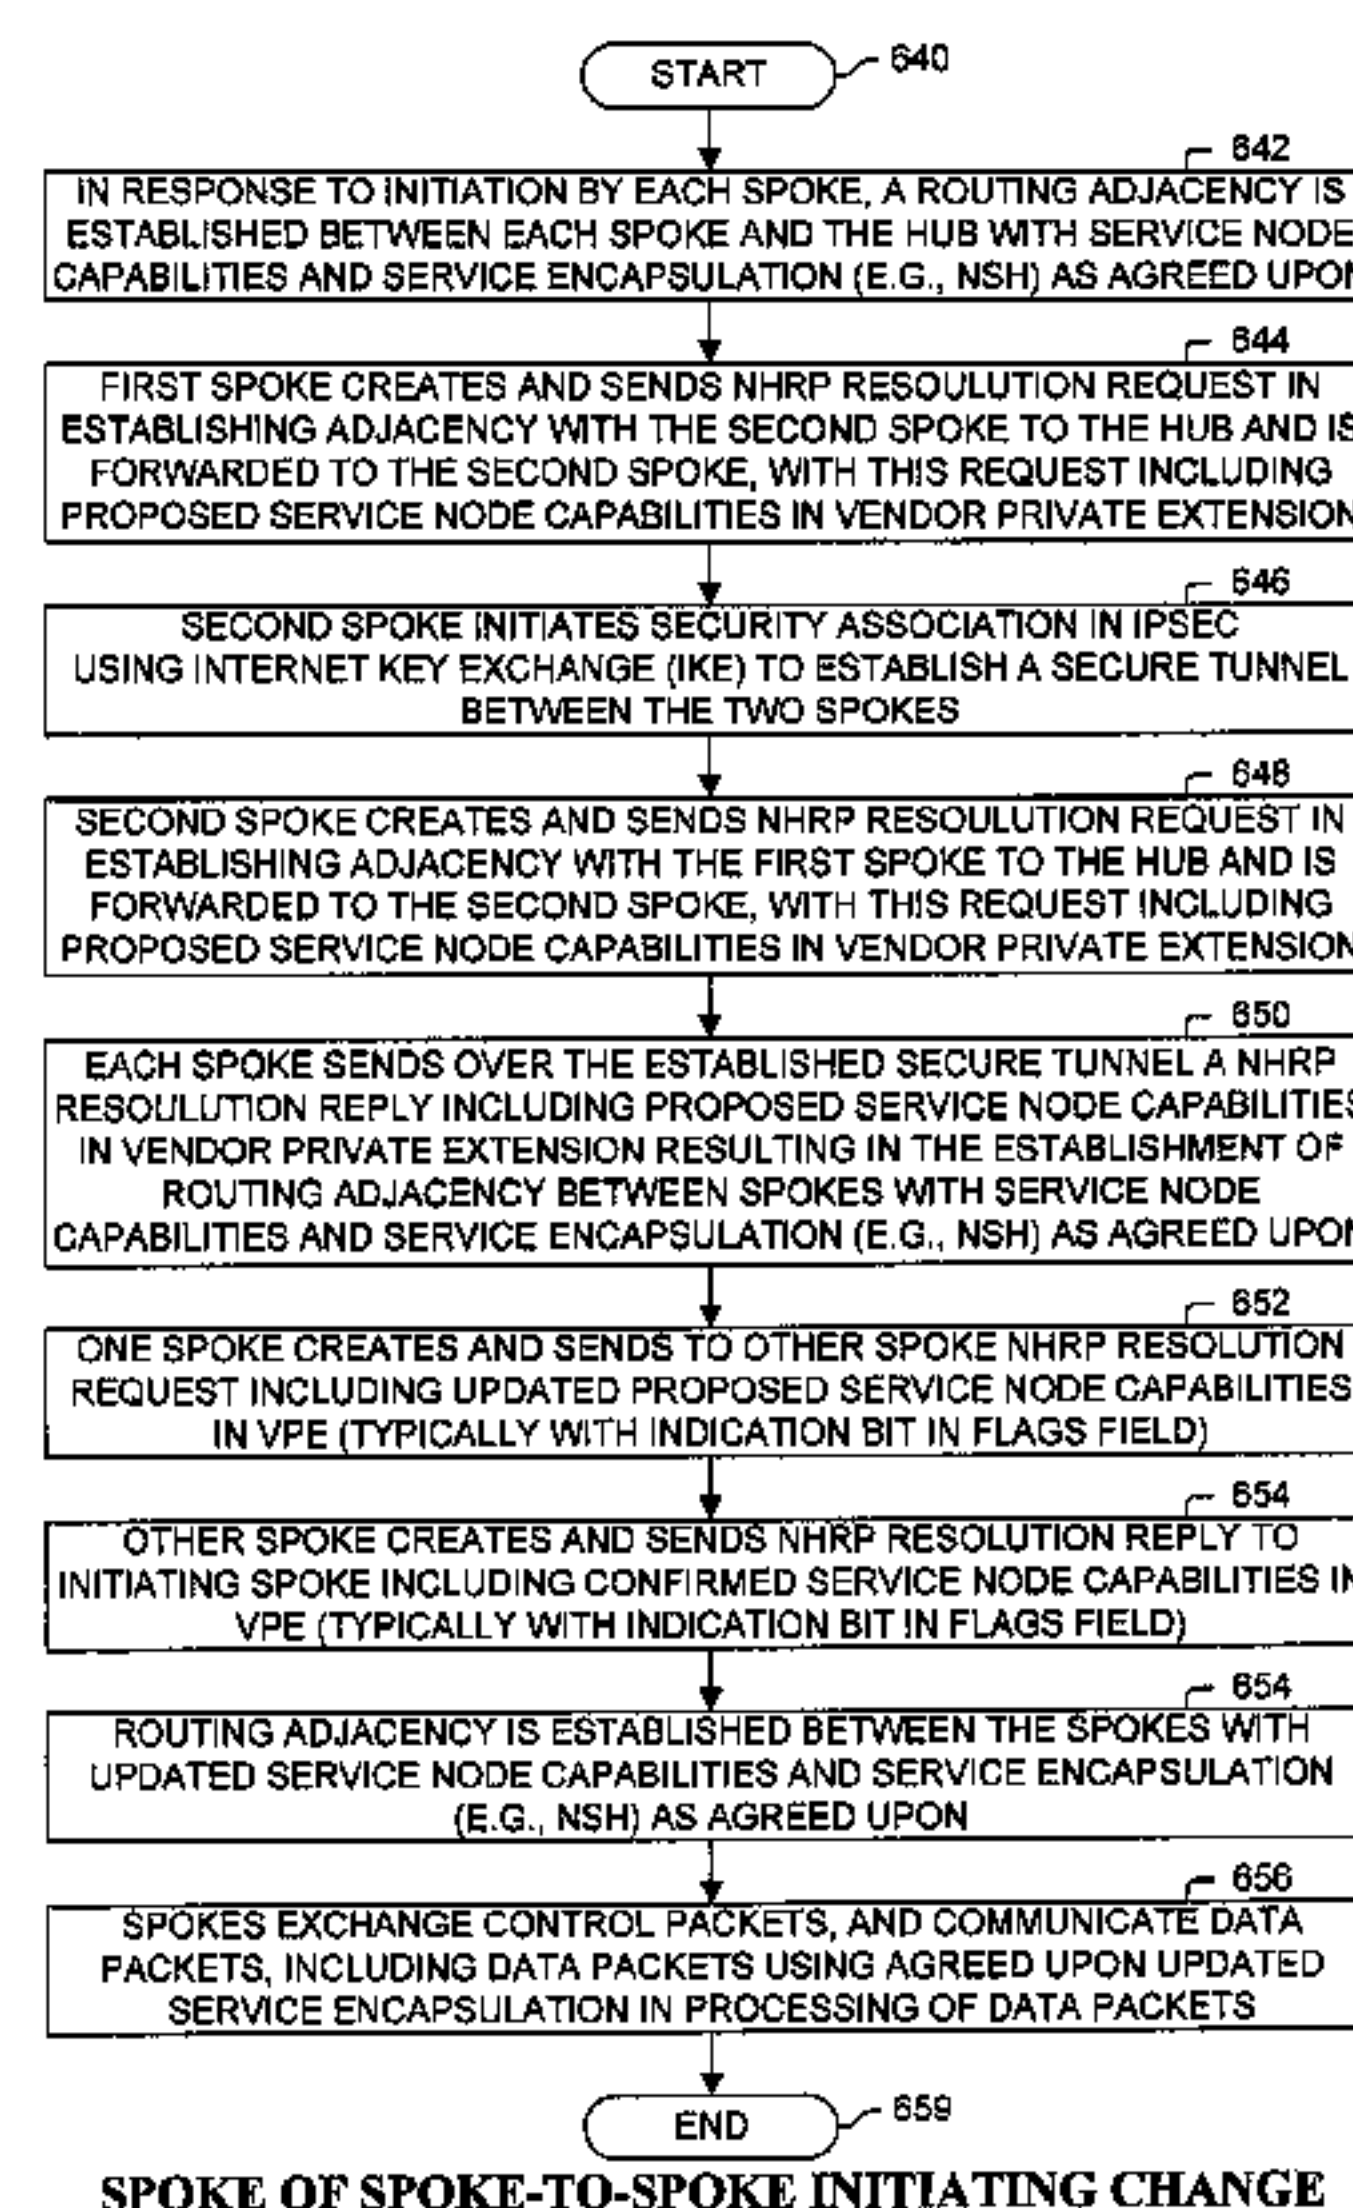 START
640
642
IN RESPONSE TO INITIATION BY EACH SPOKE, A ROUTING ADJACENCY IS
ESTABLISHED BETWEEN EACH SPOKE AND THE HUB WITH SERVICE NODE
CAPABILITIES AND SERVICE ENCAPSULATION (E.G., NSH) AS AGREED UPON
644
FIRST SPOKE CREATES AND SENDS NHRP RESOULUTION REQUEST IN
ESTABLISHING ADJACENCY WITH THE SECOND SPOKE TO THE HUB AND IS
FORWARDED TO THE SECOND SPOKE, WITH THIS REQUEST INCLUDING
PROPOSED SERVICE NODE CAPABILITIES IN VENDOR PRIVATE EXTENSION
646
SECOND SPOKE INITIATES SECURITY ASSOCIATION IN IPSEC
USING INTERNET KEY EXCHANGE (IKE) TO ESTABLISH A SECURE TUNNEL
BETWEEN THE TWO SPOKES
648
SECOND SPOKE CREATES AND SENDS NHRP RESOULUTION REQUEST IN
ESTABLISHING ADJACENCY WITH THE FIRST SPOKE TO THE HUB AND IS
FORWARDED TO THE SECOND SPOKE, WITH THIS REQUEST INCLUDING
PROPOSED SERVICE NODE CAPABILITIES IN VENDOR PRIVATE EXTENSION
650
EACH SPOKE SENDS OVER THE ESTABLISHED SECURE TUNNEL A NHRP
RESOULUTION REPLY INCLUDING PROPOSED SERVICE NODE CAPABILITIES
IN VENDOR PRIVATE EXTENSION RESULTING IN THE ESTABLISHMENT OF
ROUTING ADJACENCY BETWEEN SPOKES WITH SERVICE NODE
CAPABILITIES AND SERVICE ENCAPSULATION (E.G., NSH) AS AGREED UPON
652
ONE SPOKE CREATES AND SENDS TO OTHER SPOKE NHRP RESOLUTION
REQUEST INCLUDING UPDATED PROPOSED SERVICE NODE CAPABILITIES
IN VPE (TYPICALLY WITH INDICATION BIT IN FLAGS FIELD)
654
OTHER SPOKE CREATES AND SENDS NHRP RESOLUTION REPLY TO
INITIATING SPOKE INCLUDING CONFIRMED SERVICE NODE CAPABILITIES IN
VPE (TYPICALLY WITH INDICATION BIT IN FLAGS FIELD)
654
ROUTING ADJACENCY IS ESTABLISHED BETWEEN THE SPOKES WITH
UPDATED SERVICE NODE CAPABILITIES AND SERVICE ENCAPSULATION
(E.G., NSH) AS AGREED UPON
656
SPOKES EXCHANGE CONTROL PACKETS, AND COMMUNICATE DATA
PACKETS, INCLUDING DATA PACKETS USING AGREED UPON UPDATED
SERVICE ENCAPSULATION IN PROCESSING OF DATA PACKETS
END
659
SPOKE OF SPOKE-TO-SPOKE INITIATING CHANGE